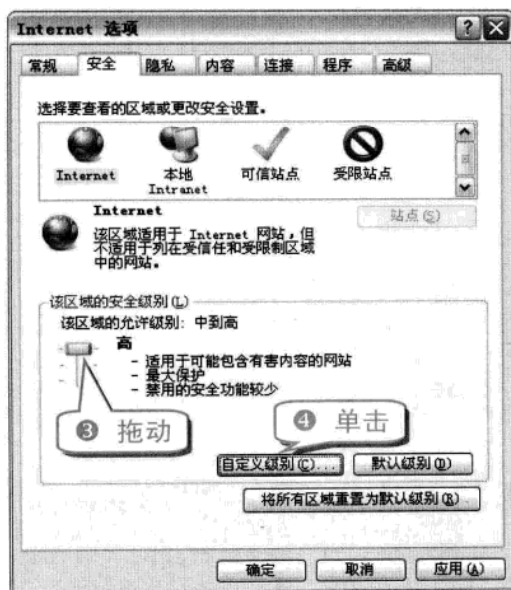 Internet 选项
常规 安全 隐私 内容 连接 程序 高级
选择要查看的区域或更改安全设置。
Internet 本地 Intranet 可信站点 受限站点
Internet
站点(S)
该区域适用于 Internet 网站，但
不适用于列在受信任和受限制区域
中的网站。
该区域的安全级别(L)
该区域的允许级别：中到高
高
- 适用于可能包含有害内容的网站
- 最大保护
- 禁用的安全功能较少
❸ 拖动
❹ 单击
自定义级别(C)... 默认级别(D)
将所有区域重置为默认级别(R)
确定 取消 应用(A)